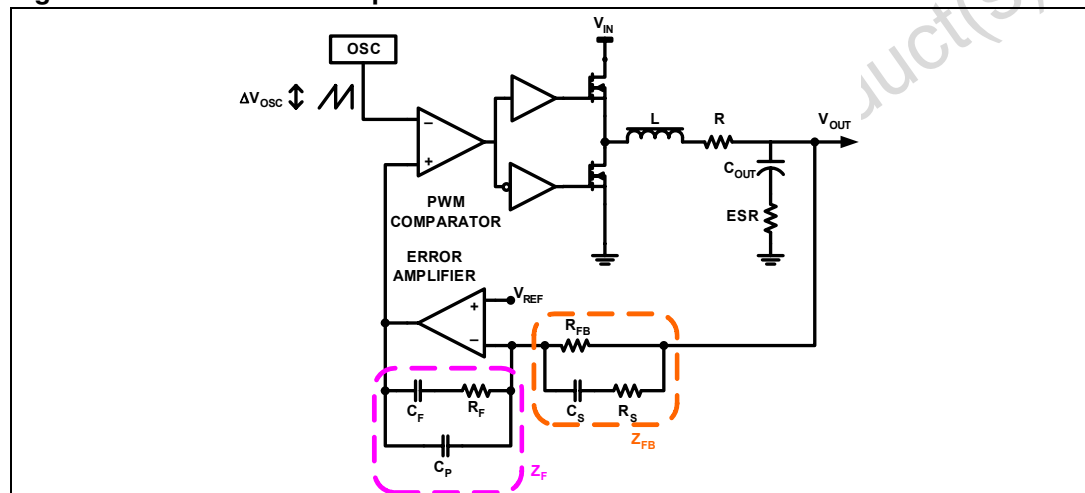 OSC
V_IN
ΔV_OSC
L
R
V_OUT
−
+
C_OUT
ESR
PWM
COMPARATOR
ERROR
AMPLIFIER
V_REF
+
−
R_FB
C_S
R_S
C_F
R_F
Z_FB
C_P
Z_F